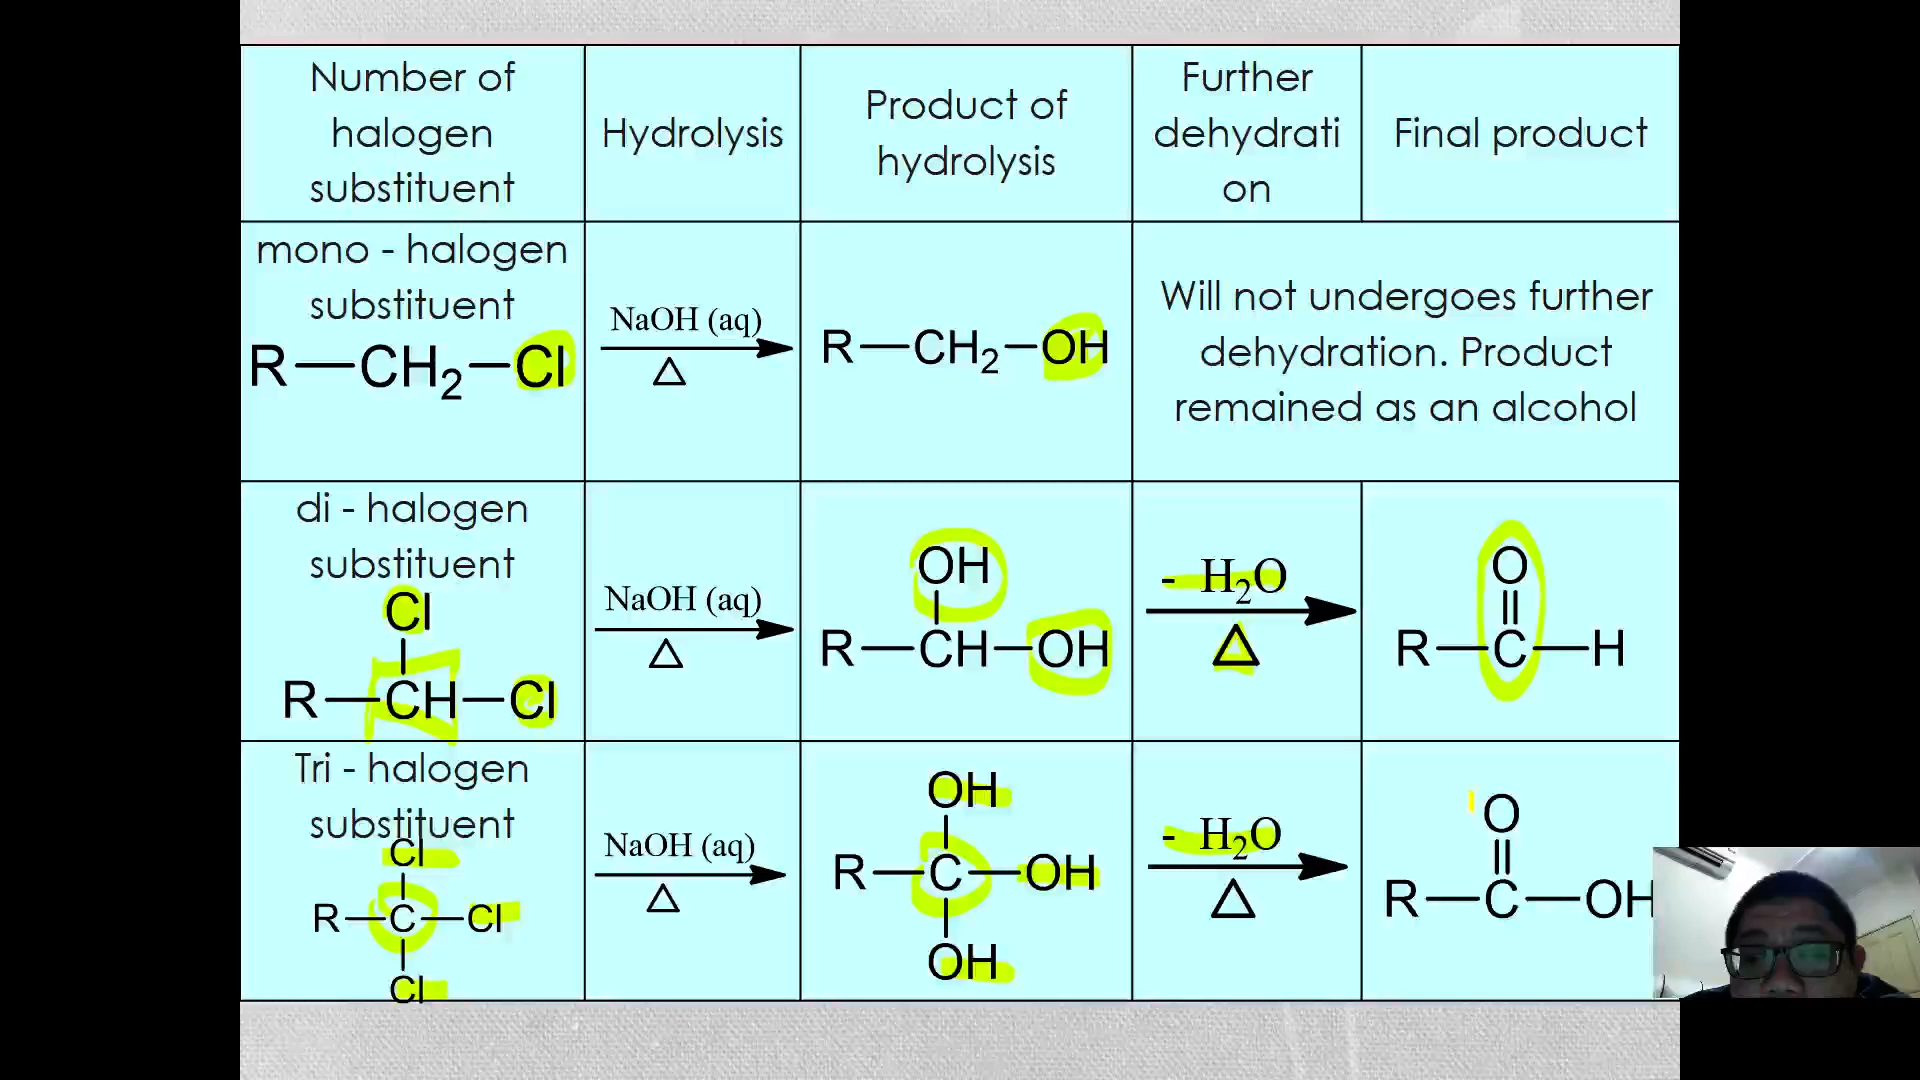 Number of
halogen
substituent
Hydrolysis
Product of
hydrolysis
Further
dehydrati
on
Final product
mono - halogen
substituent
R—CH₂—Cl
NaOH (aq)
△
R—CH₂—OH
Will not undergoes further
dehydration. Product
remained as an alcohol
di - halogen
substituent
Cl
R—CH—Cl
NaOH (aq)
△
OH
R—CH—OH
- H₂O
△
O
R—C—H
Tri - halogen
substituent
Cl
R—C—Cl
Cl
NaOH (aq)
△
OH
R—C—OH
OH
- H₂O
△
O
R—C—OH